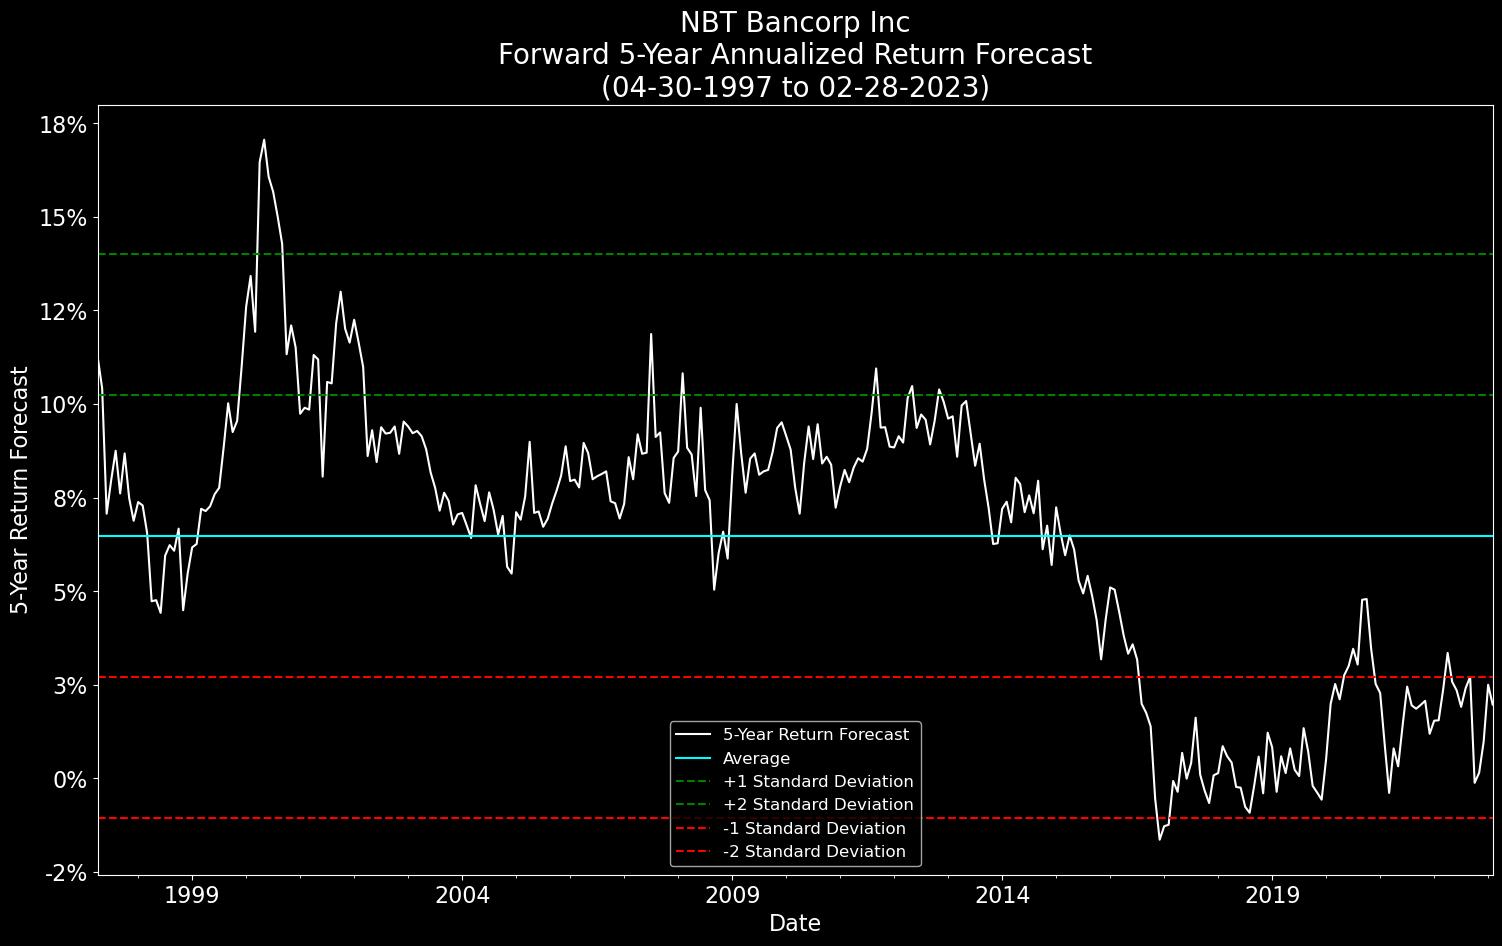 NBT Bancorp Inc
Forward 5-Year Annualized Return Forecast
(04-30-1997 to 02-28-2023)
18%
15%
12%
10%
8%
5%
3%
0%
-2%
5-Year Return Forecast
5-Year Return Forecast
Average
+1 Standard Deviation
+2 Standard Deviation
-1 Standard Deviation
-2 Standard Deviation
1999 2004 2009 2014 2019
Date